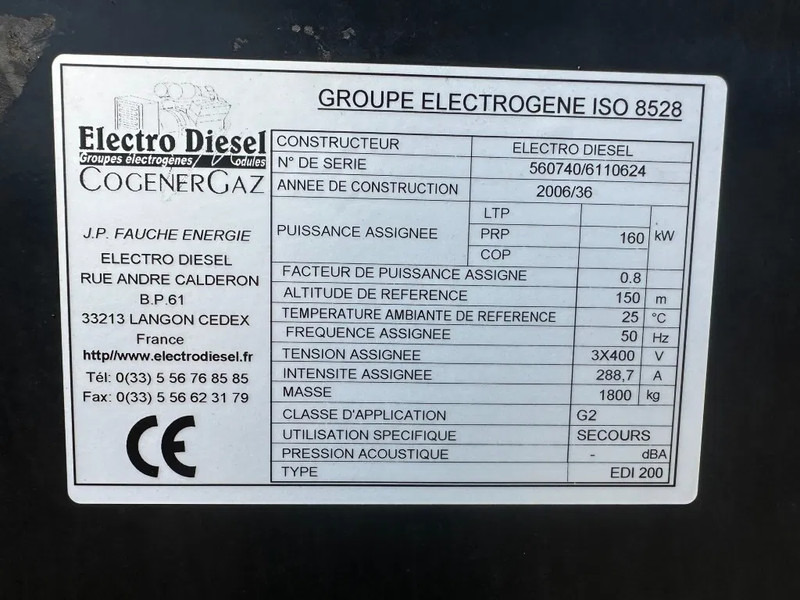 GROUPE ELECTROGENE ISO 8528
Electro Diesel
Groupes électrogènes / Modules
COGENERGAZ
J.P. FAUCHE ENERGIE
ELECTRO DIESEL
RUE ANDRE CALDERON
B.P.61
33213 LANGON CEDEX
France
http//www.electrodiesel.fr
Tél: 0(33) 5 56 76 85 85
Fax: 0(33) 5 56 62 31 79
CE
CONSTRUCTEUR ELECTRO DIESEL
N° DE SERIE 560740/6110624
ANNEE DE CONSTRUCTION 2006/36
PUISSANCE ASSIGNEE
LTP
PRP 160 kW
COP
FACTEUR DE PUISSANCE ASSIGNE 0.8
ALTITUDE DE REFERENCE 150 m
TEMPERATURE AMBIANTE DE REFERENCE 25 °C
FREQUENCE ASSIGNEE 50 Hz
TENSION ASSIGNEE 3X400 V
INTENSITE ASSIGNEE 288,7 A
MASSE 1800 kg
CLASSE D'APPLICATION G2
UTILISATION SPECIFIQUE SECOURS
PRESSION ACOUSTIQUE - dBA
TYPE EDI 200